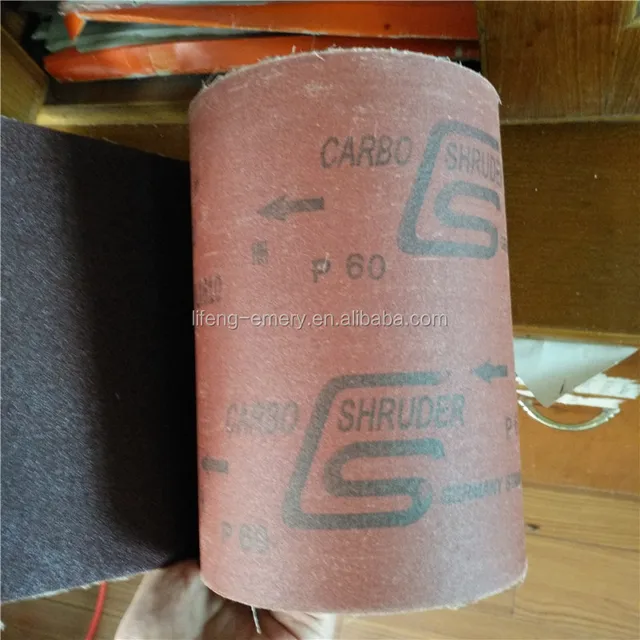 CARBO
SHRUDER
P 60
lifeng-emery.en.alibaba.com
CARBO SHRUDER
P 60
GERMANY